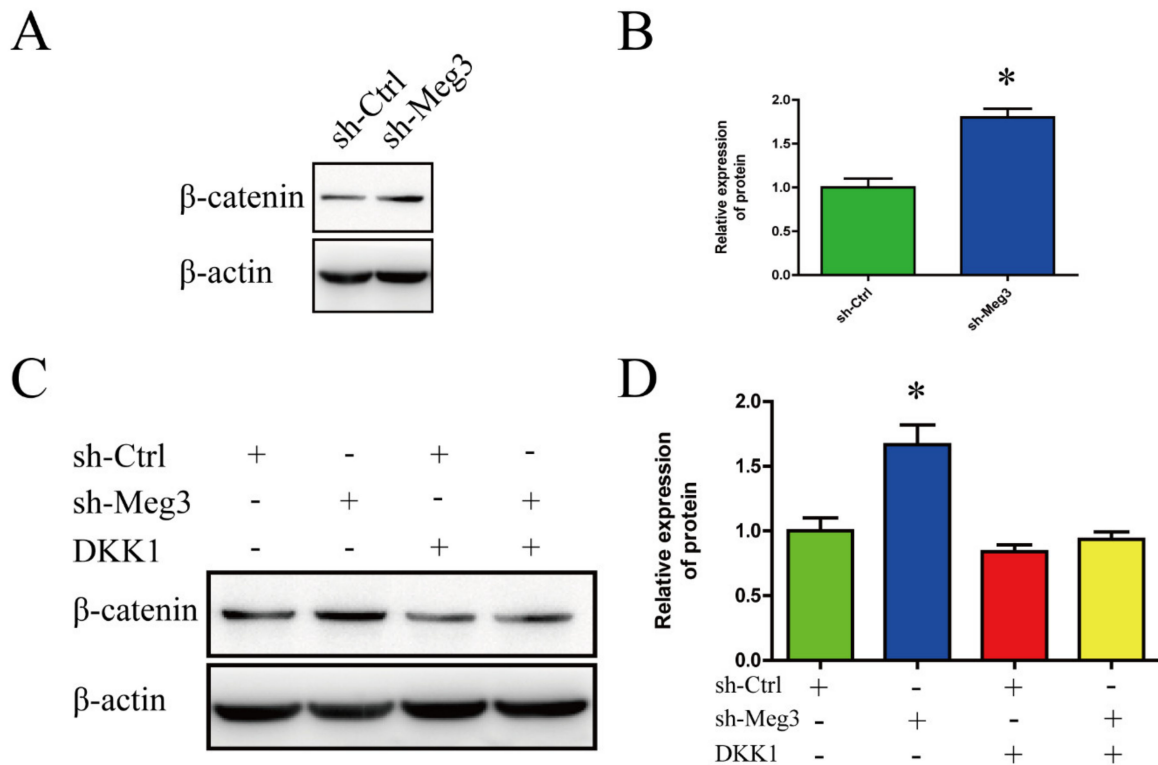 A
sh-Ctrl
sh-Meg3
β-catenin
β-actin
B
Relative expression
of protein
2.0
1.5
1.0
0.5
0.0
*
sh-Ctrl
sh-Meg3
C
sh-Ctrl + - + -
sh-Meg3 - + - +
DKK1 - - + +
β-catenin
β-actin
D
Relative expression
of protein
2.0
1.5
1.0
0.5
0.0
*
sh-Ctrl + - + -
sh-Meg3 - + - +
DKK1 - - + +